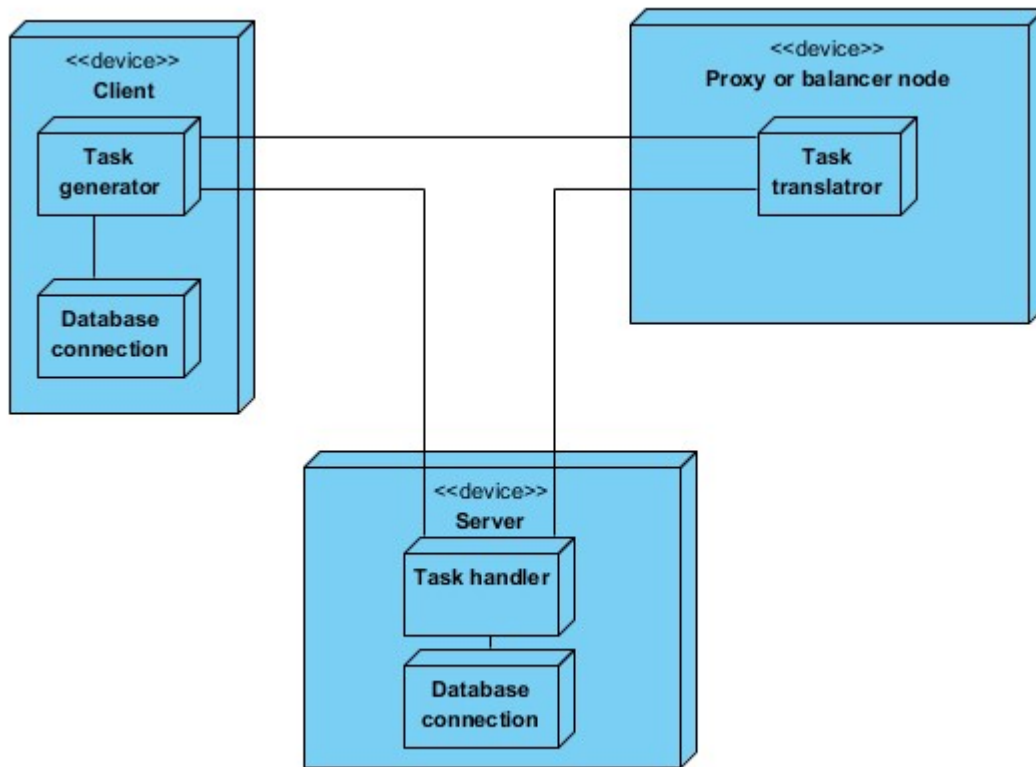 <<device>>
Client
Task
generator
Database
connection
<<device>>
Proxy or balancer node
Task
translatror
<<device>>
Server
Task handler
Database
connection